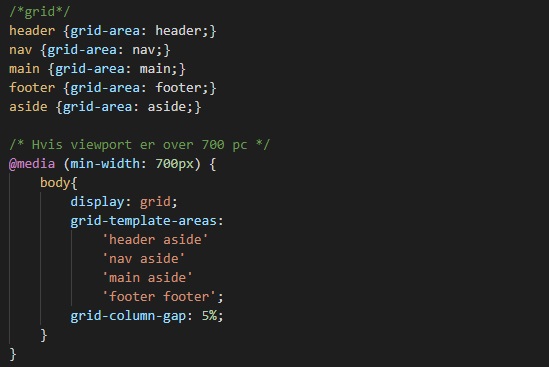 /*grid*/
header {grid-area: header;}
nav {grid-area: nav;}
main {grid-area: main;}
footer {grid-area: footer;}
aside {grid-area: aside;}
/* Hvis viewport er over 700 pc */
@media (min-width: 700px) {
body{
display: grid;
grid-template-areas:
'header aside'
'nav aside'
'main aside'
'footer footer';
grid-column-gap: 5%;
}
}